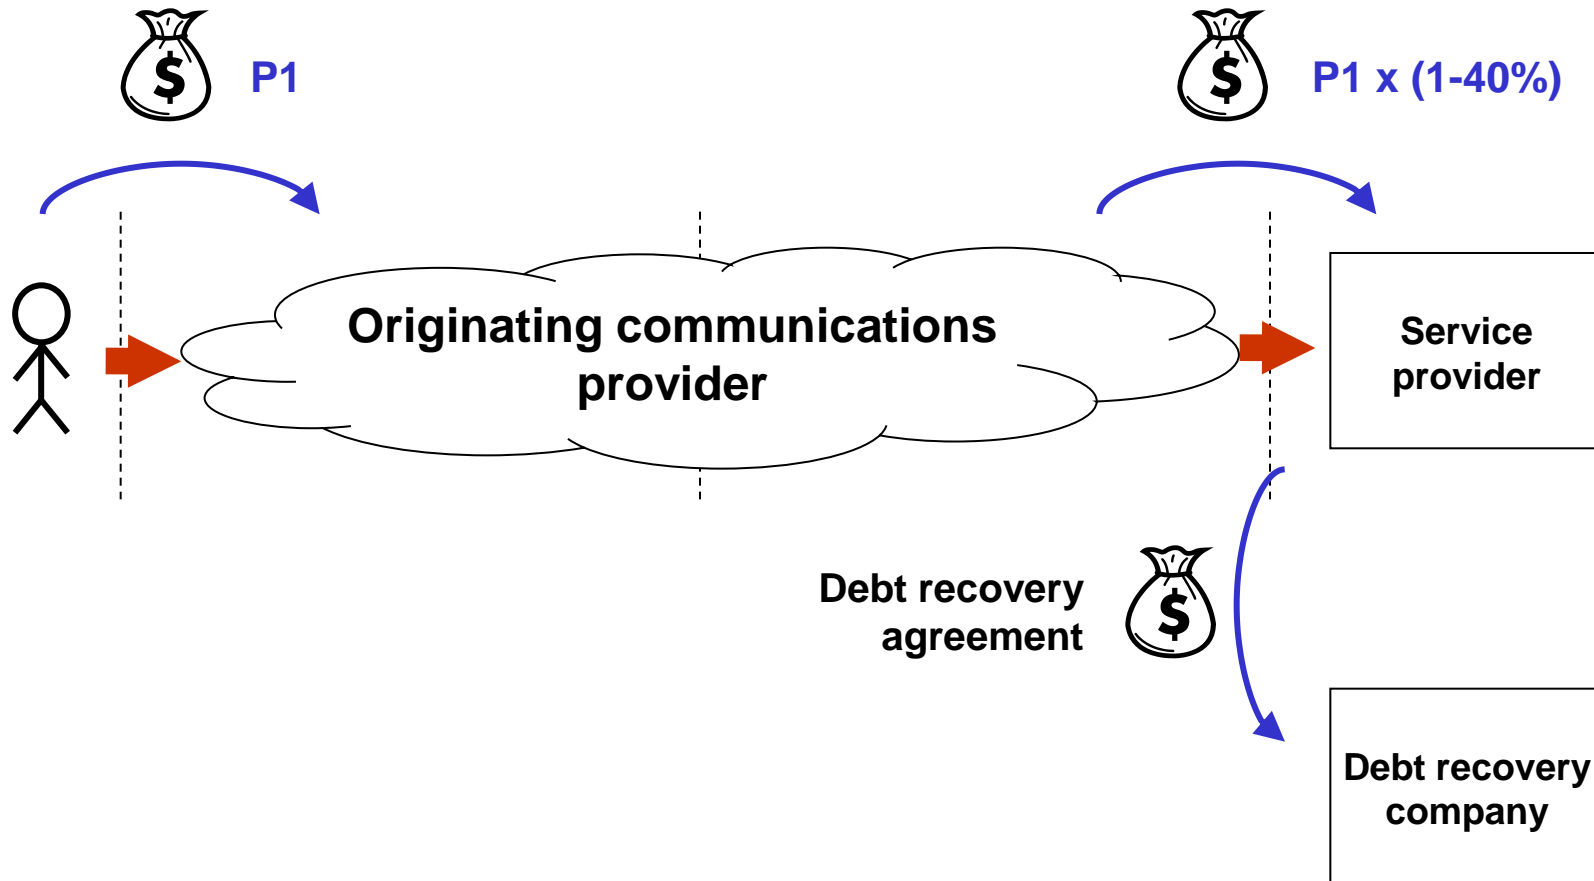 $ P1
$ P1 x (1-40%)
Originating communications
provider
Service
provider
Debt recovery
agreement
$
Debt recovery
company